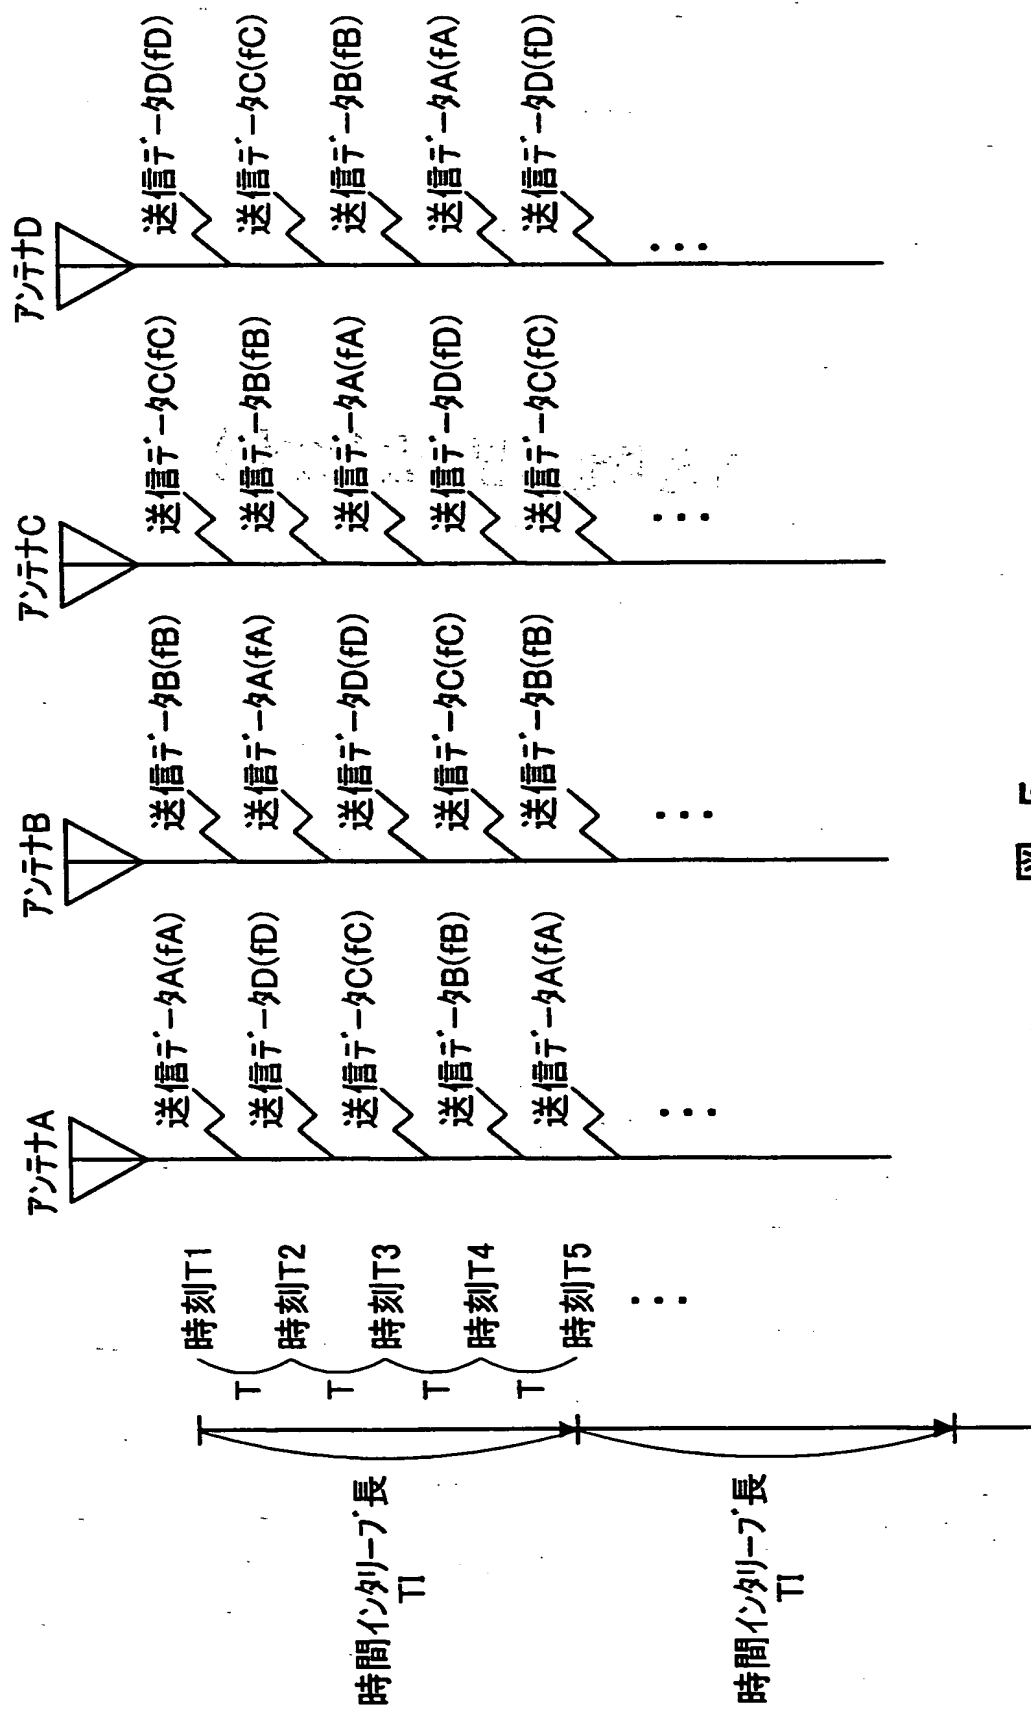 アンテナA
アンテナB
アンテナC
アンテナD
時刻T1
送信データA(fA)
送信データB(fB)
送信データC(fC)
送信データD(fD)
T
時刻T2
送信データD(fD)
送信データA(fA)
送信データB(fB)
送信データC(fC)
T
時刻T3
送信データC(fC)
送信データD(fD)
送信データA(fA)
送信データB(fB)
T
時刻T4
送信データB(fB)
送信データC(fC)
送信データD(fD)
送信データA(fA)
T
時刻T5
送信データA(fA)
送信データB(fB)
送信データC(fC)
送信データD(fD)
時間インタリーブ長
TI
時間インタリーブ長
TI
図